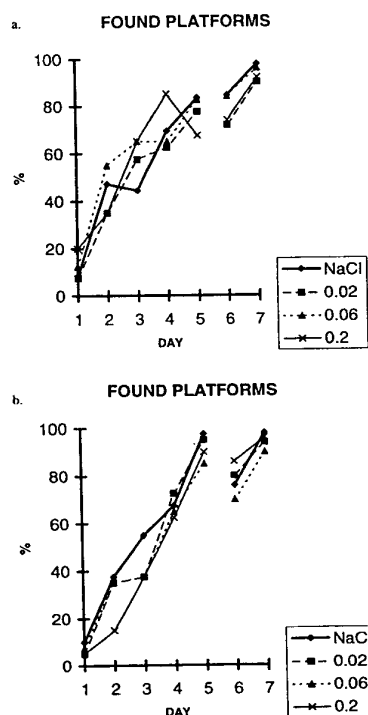 a.
FOUND PLATFORMS
100
80
60
40
20
0
%
1 2 3 4 5 6 7
DAY
NaCl
0.02
0.06
0.2
b.
FOUND PLATFORMS
100
80
60
40
20
0
%
1 2 3 4 5 6 7
DAY
NaC
0.02
0.06
0.2